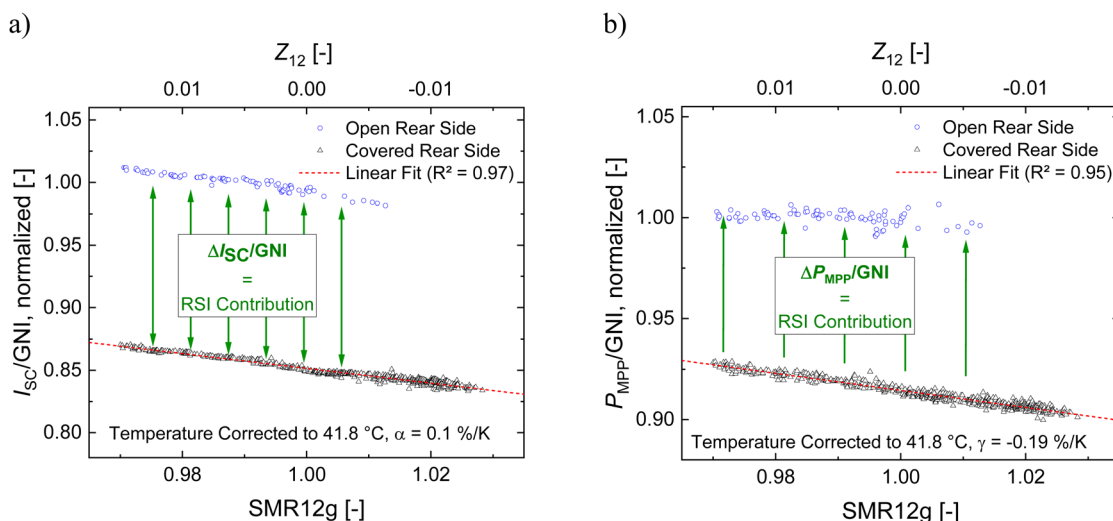 a)
Z12 [-]
0.01
0.00
-0.01
1.05
1.00
0.95
0.90
0.85
0.80
ISC/GNI, normalized [-]
Open Rear Side
Covered Rear Side
Linear Fit (R² = 0.97)
ΔISC/GNI
=
RSI Contribution
Temperature Corrected to 41.8 °C, α = 0.1 %/K
0.98
1.00
1.02
SMR12g [-]
b)
Z12 [-]
0.01
0.00
-0.01
1.05
1.00
0.95
0.90
PMPP/GNI, normalized [-]
Open Rear Side
Covered Rear Side
Linear Fit (R² = 0.95)
ΔPMPP/GNI
=
RSI Contribution
Temperature Corrected to 41.8 °C, γ = -0.19 %/K
0.98
1.00
1.02
SMR12g [-]